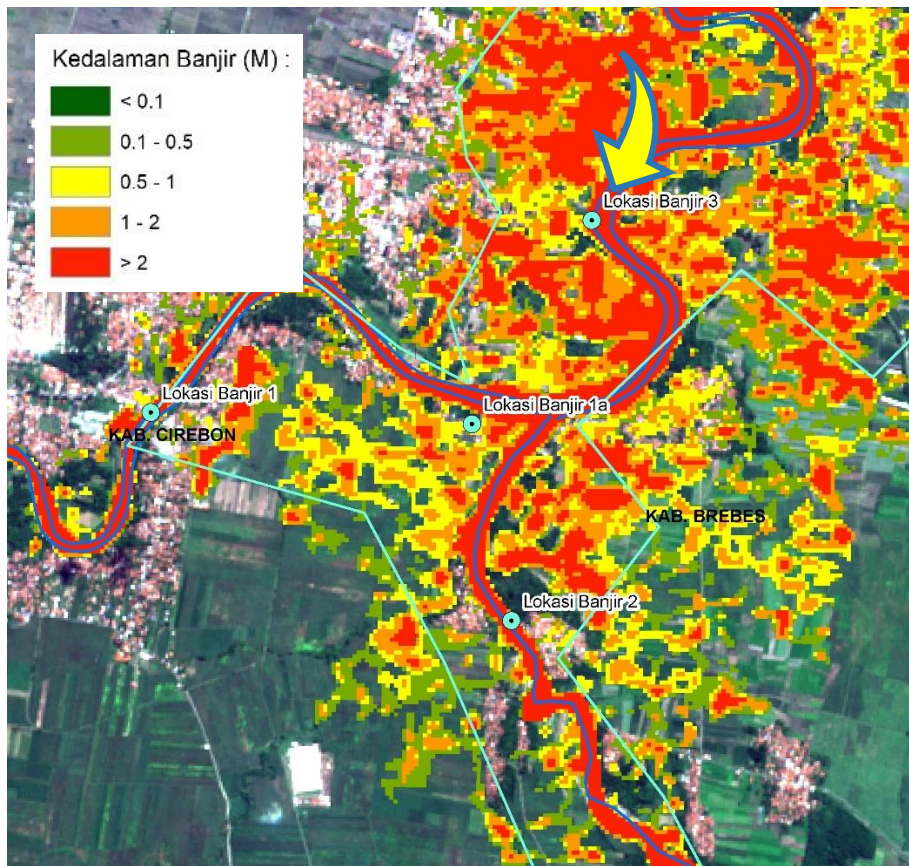 Kedalaman Banjir (M) :
< 0.1
0.1 - 0.5
0.5 - 1
1 - 2
> 2
Lokasi Banjir 3
Lokasi Banjir 1
Lokasi Banjir 1a
KAB. CIREBON
KAB. BREBES
Lokasi Banjir 2